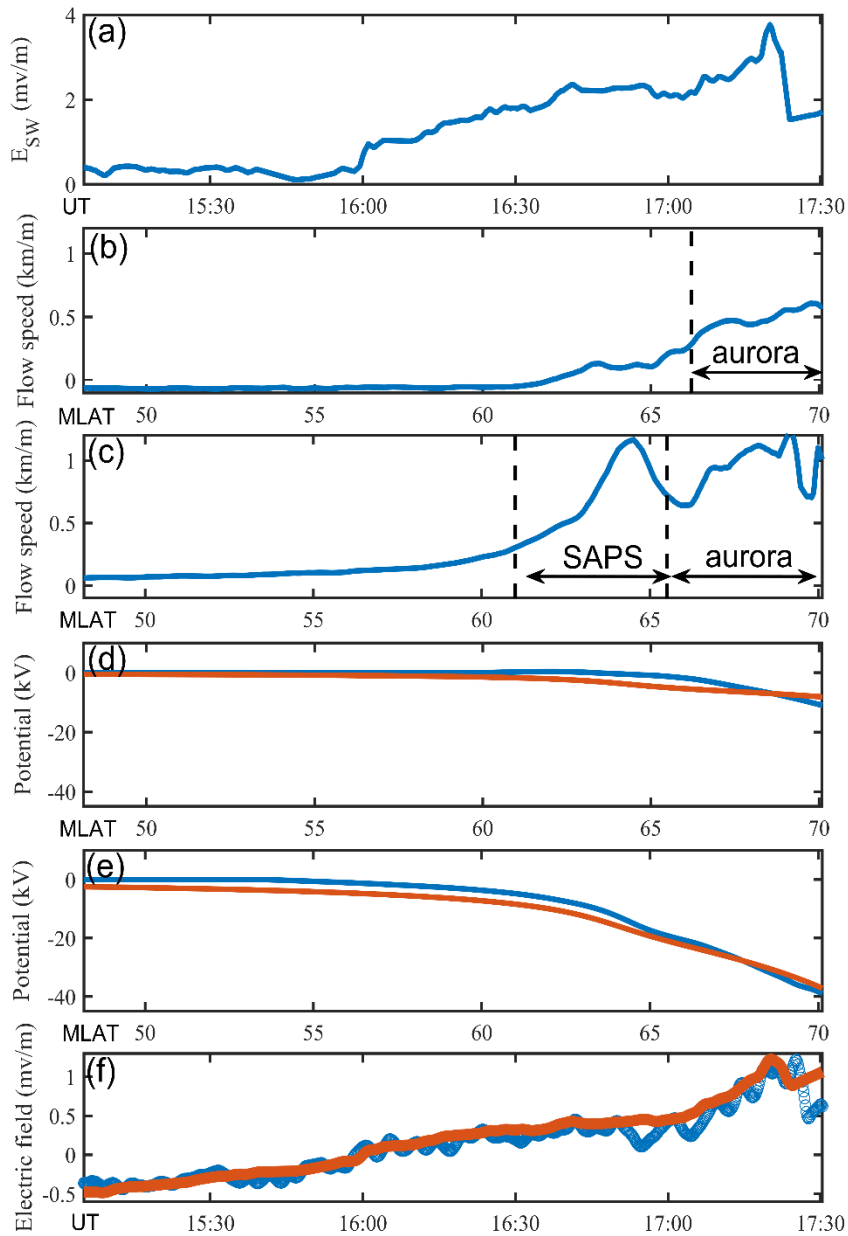 (a)
E_SW (mv/m)
4
2
0
UT 15:30 16:00 16:30 17:00 17:30
(b)
Flow speed (km/m)
1
0.5
0
aurora
MLAT 50 55 60 65 70
(c)
Flow speed (km/m)
1
0.5
0
SAPS aurora
MLAT 50 55 60 65 70
(d)
Potential (kV)
0
-20
-40
MLAT 50 55 60 65 70
(e)
Potential (kV)
0
-20
-40
MLAT 50 55 60 65 70
(f)
Electric field (mv/m)
1
0.5
0
-0.5
UT 15:30 16:00 16:30 17:00 17:30